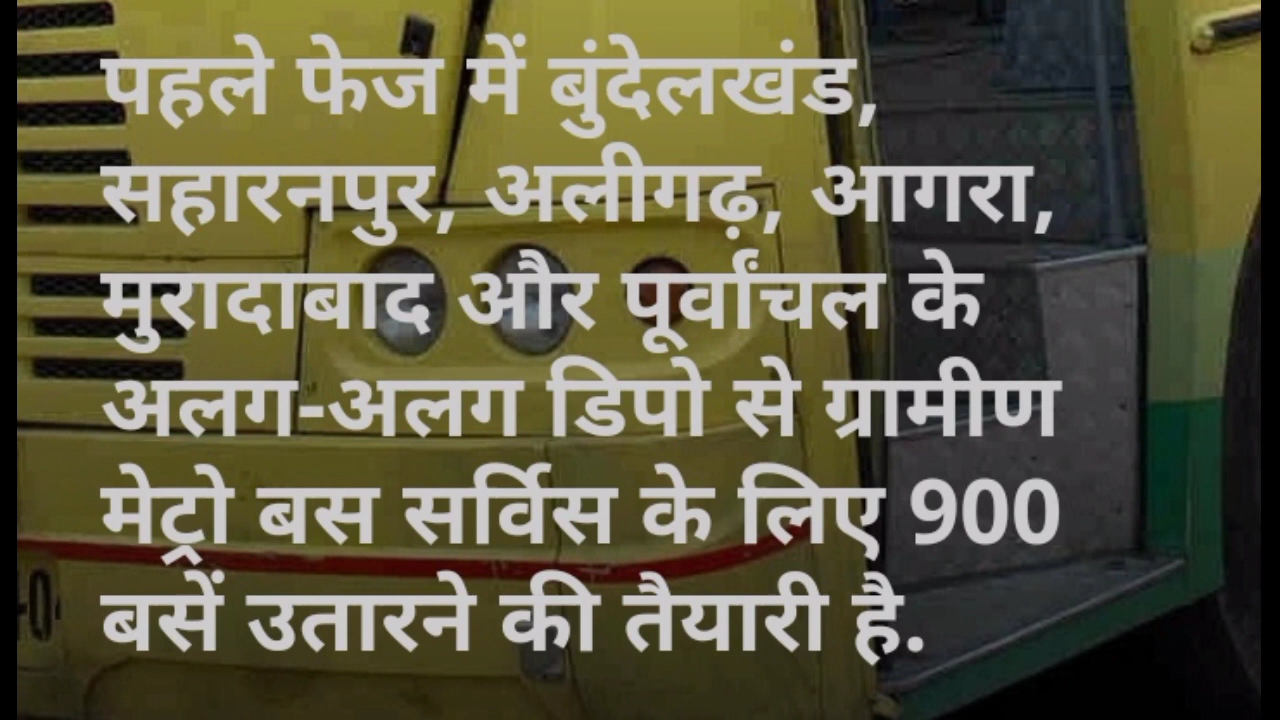 पहले फेज में बुंदेलखंड,
सहारनपुर, अलीगढ़, आगरा,
मुरादाबाद और पूर्वांचल के
अलग-अलग डिपो से ग्रामीण
मेट्रो बस सर्विस के लिए 900
बसें उतारने की तैयारी है.